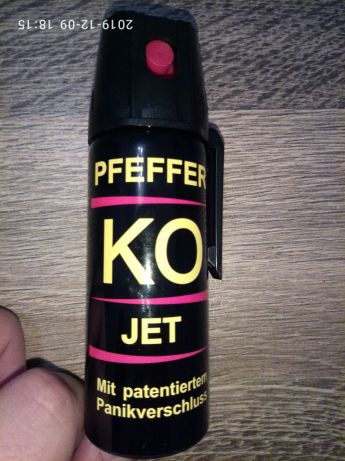 2019-12-09 18:15
PFEFFER
KO
JET
Mit patentiertem
Panikverschluss